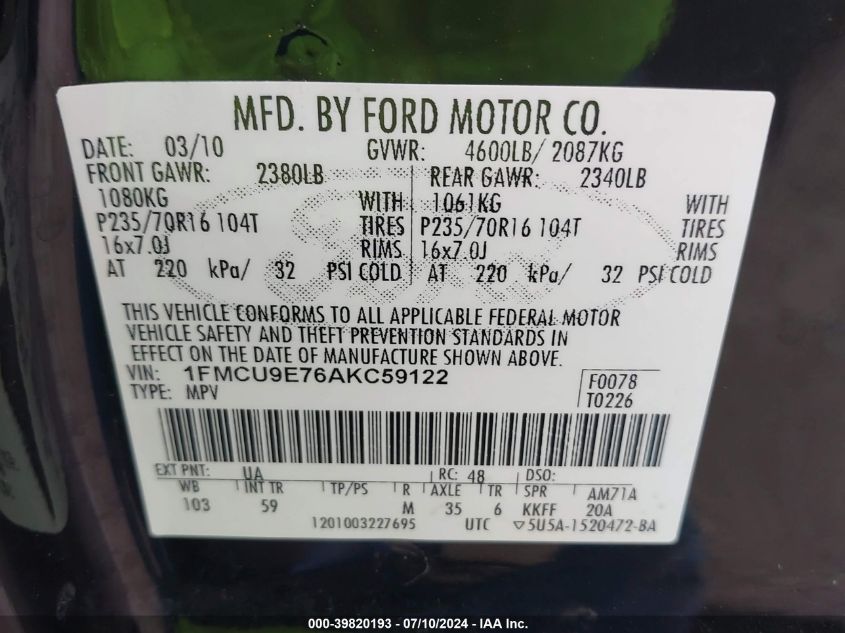 MFD. BY FORD MOTOR CO.
DATE: 03/10 GVWR: 4600LB/ 2087KG
FRONT GAWR: 2380LB REAR GAWR: 2340LB
1080KG WITH 1061KG WITH
P235/70R16 104T TIRES P235/70R16 104T TIRES
16x7.0J RIMS 16x7.0J RIMS
AT 220 kPa/ 32 PSI COLD AT 220 kPa/ 32 PSI COLD
THIS VEHICLE CONFORMS TO ALL APPLICABLE FEDERAL MOTOR
VEHICLE SAFETY AND THEFT PREVENTION STANDARDS IN
EFFECT ON THE DATE OF MANUFACTURE SHOWN ABOVE.
VIN: 1FMCU9E76AKC59122 F0078
TYPE: MPV T0226
EXT PNT: UA RC: 48 DSO:
WB INT TR TP/PS R AXLE TR SPR AM71A
103 59 M 35 6 KKFF 20A
1201003227695 UTC ▽5U5A-1520472-BA
000-39820193 / 07/10/2024 - IAA Inc.